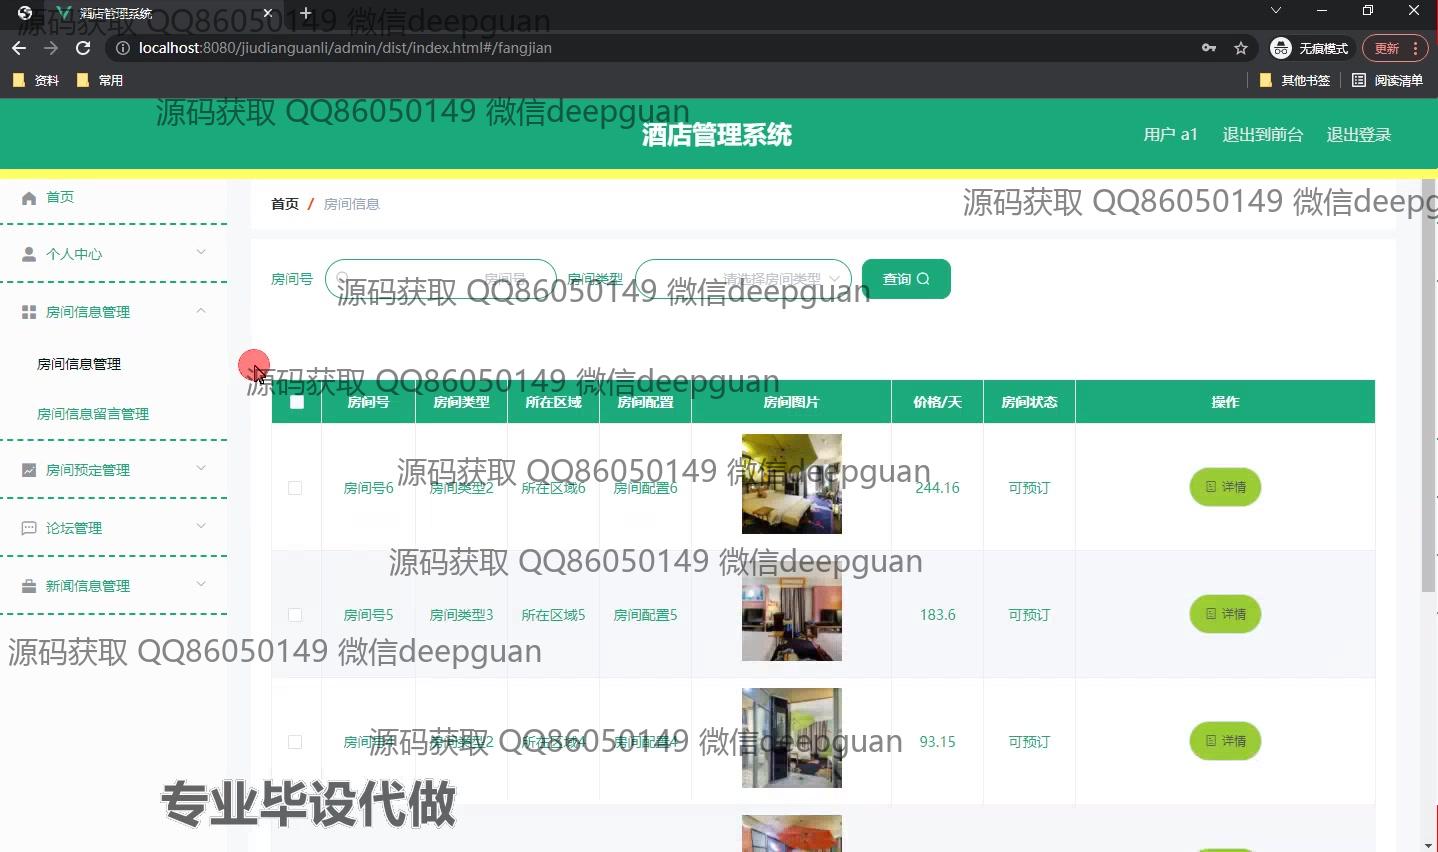 酒店管理系统
源码获取 QQ86050149 微信deepguan
localhost:8080/jiudianguanli/admin/dist/index.html#/fangjian
无痕模式
更新
资料
常用
其他书签
阅读清单
源码获取 QQ86050149 微信deepguan
酒店管理系统
用户 a1
退出到前台
退出登录
首页
个人中心
房间信息管理
房间信息管理
房间信息留言管理
房间预定管理
论坛管理
新闻信息管理
首页 / 房间信息
源码获取 QQ86050149 微信deepg
房间号
房间号
房间类型
请选择房间类型
查询
源码获取 QQ86050149 微信deepguan
源码获取 QQ86050149 微信deepguan
房间号 房间类型 所在区域 房间配置 房间图片 价格/天 房间状态 操作
源码获取 QQ86050149 微信deepguan
房间号6 房间类型2 所在区域6 房间配置6 244.16 可预订 详情
源码获取 QQ86050149 微信deepguan
房间号5 房间类型3 所在区域5 房间配置5 183.6 可预订 详情
源码获取 QQ86050149 微信deepguan
源码获取 QQ86050149 微信deepguan
房间号4 房间类型2 所在区域4 房间配置4 93.15 可预订 详情
专业毕设代做